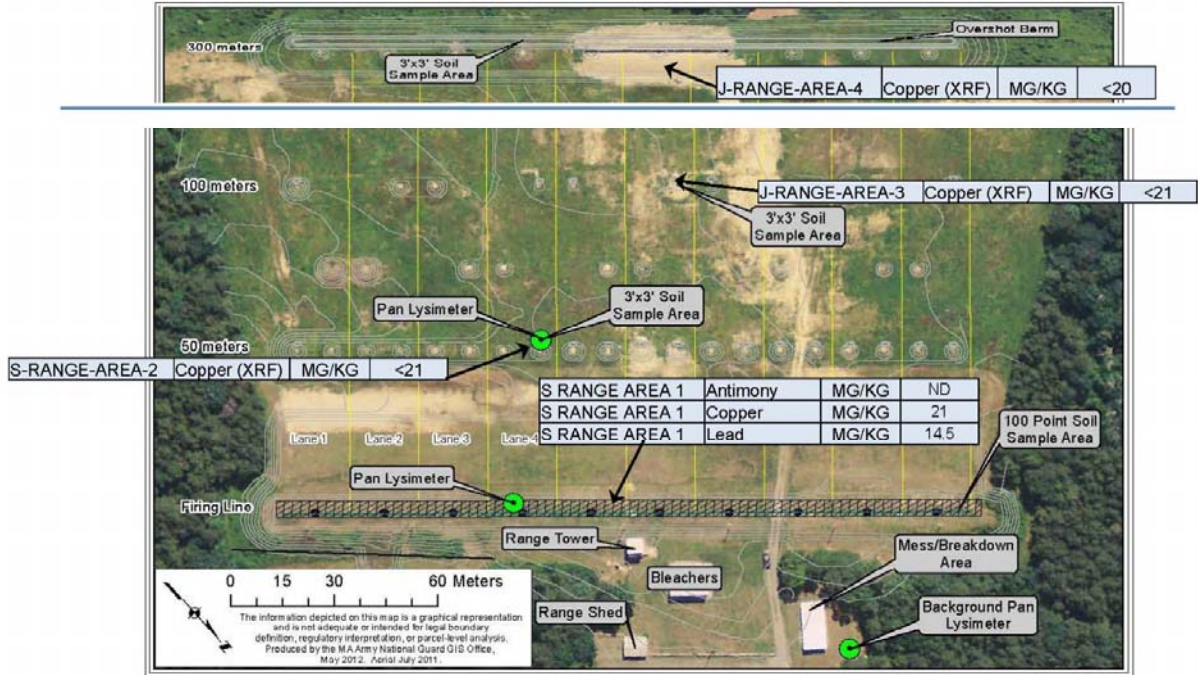 300 meters
Overshot Berm
3'x3' Soil
Sample Area
J-RANGE-AREA-4 Copper (XRF) MG/KG <20
100 meters
J-RANGE-AREA-3 Copper (XRF) MG/KG <21
3'x3' Soil
Sample Area
Pan Lysimeter
3'x3' Soil
Sample Area
50 meters
S-RANGE-AREA-2 Copper (XRF) MG/KG <21
S RANGE AREA 1 Antimony MG/KG ND
S RANGE AREA 1 Copper MG/KG 21
S RANGE AREA 1 Lead MG/KG 14.5
100 Point Soil
Sample Area
Lane 1 Lane 2 Lane 3 Lane 4
Pan Lysimeter
Firing Line
Range Tower
Mess/Breakdown
Area
Bleachers
Range Shed
Background Pan
Lysimeter
0 15 30 60 Meters
The information depicted on this map is a graphical representation
and is not adequate or intended for legal boundary
definition, regulatory interpretation, or parcel-level analysis.
Produced by the MA Army National Guard GIS Office,
May 2012. Aerial July 2011.